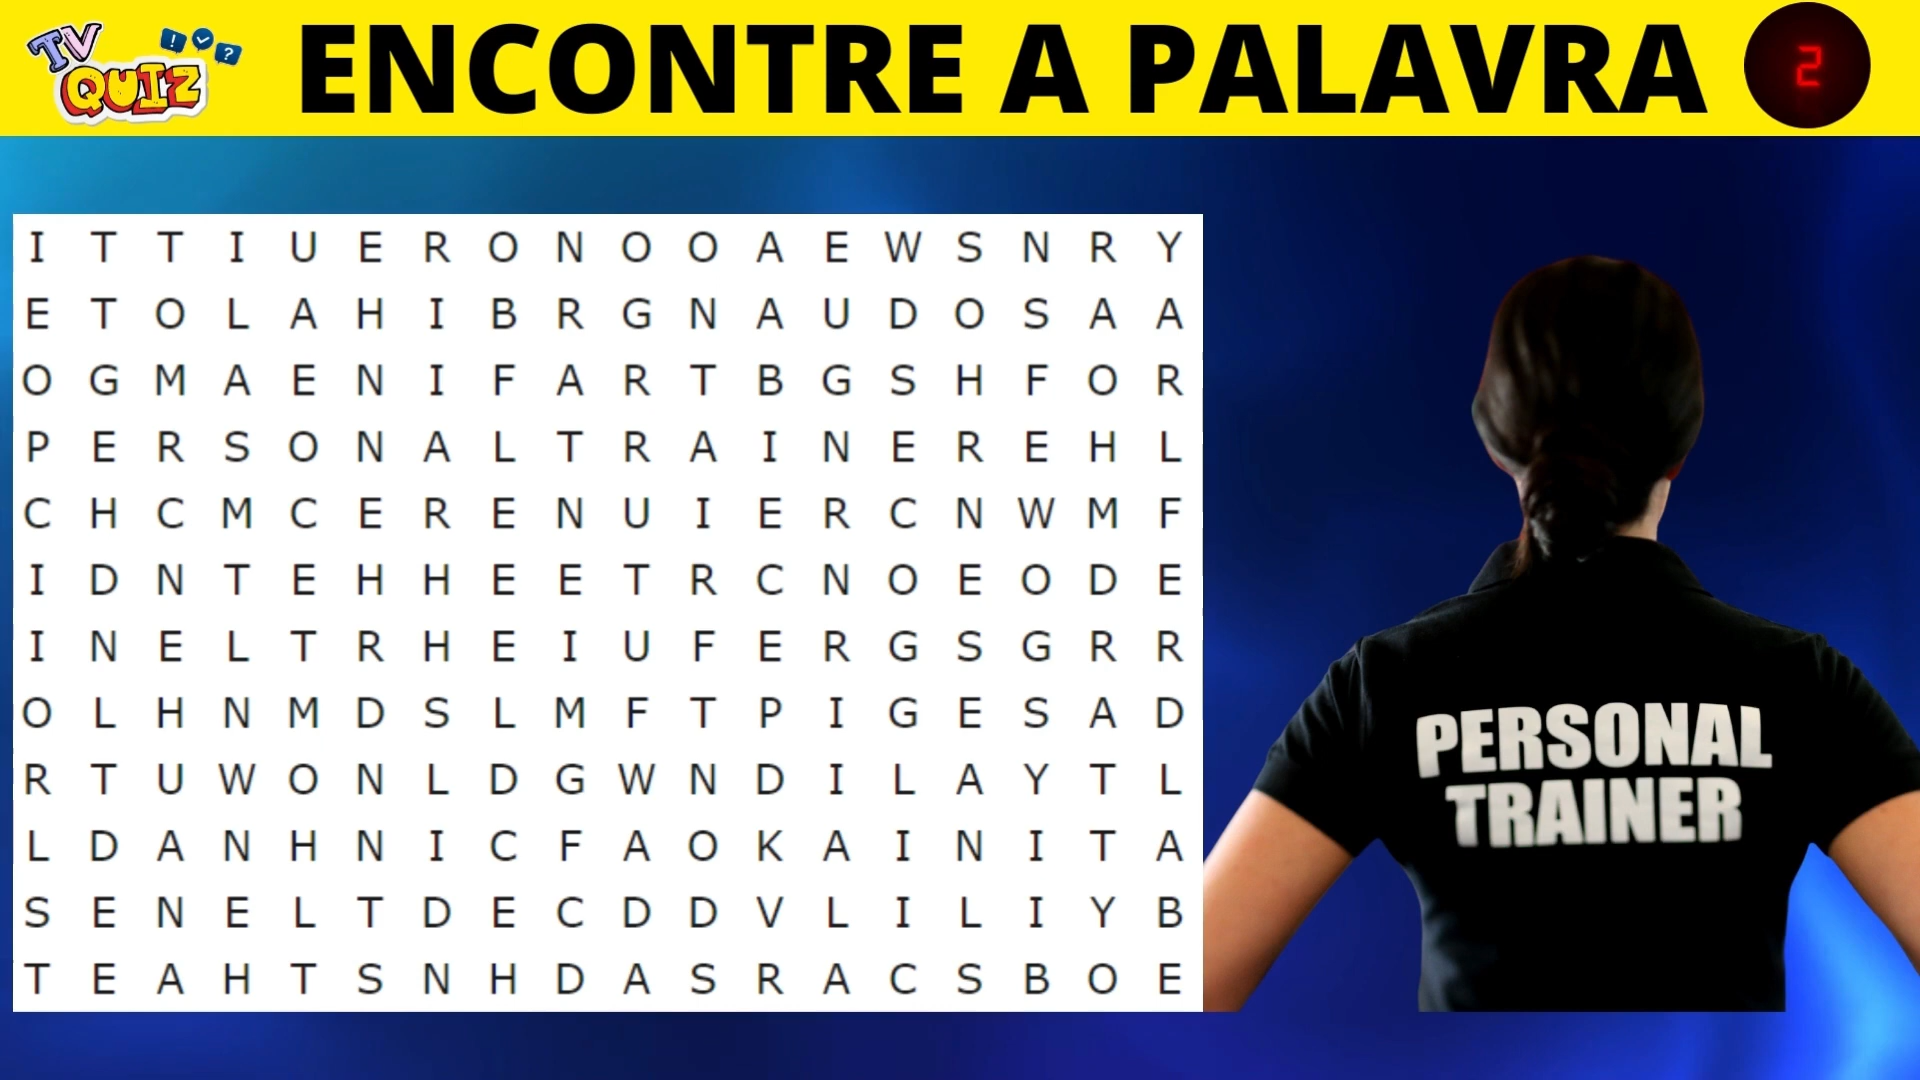 TV QUIZ
! ?
ENCONTRE A PALAVRA
2
I T T I U E R O N O O A E W S N R Y
E T O L A H I B R G N A U D O S A A
O G M A E N I F A R T B G S H F O R
P E R S O N A L T R A I N E R E H L
C H C M C E R E N U I E R C N W M F
I D N T E H H E E T R C N O E O D E
I N E L T R H E I U F E R G S G R R
O L H N M D S L M F T P I G E S A D
R T U W O N L D G W N D I L A Y T L
L D A N H N I C F A O K A I N I T A
S E N E L T D E C D D V L I L I Y B
T E A H T S N H D A S R A C S B O E
PERSONAL
TRAINER